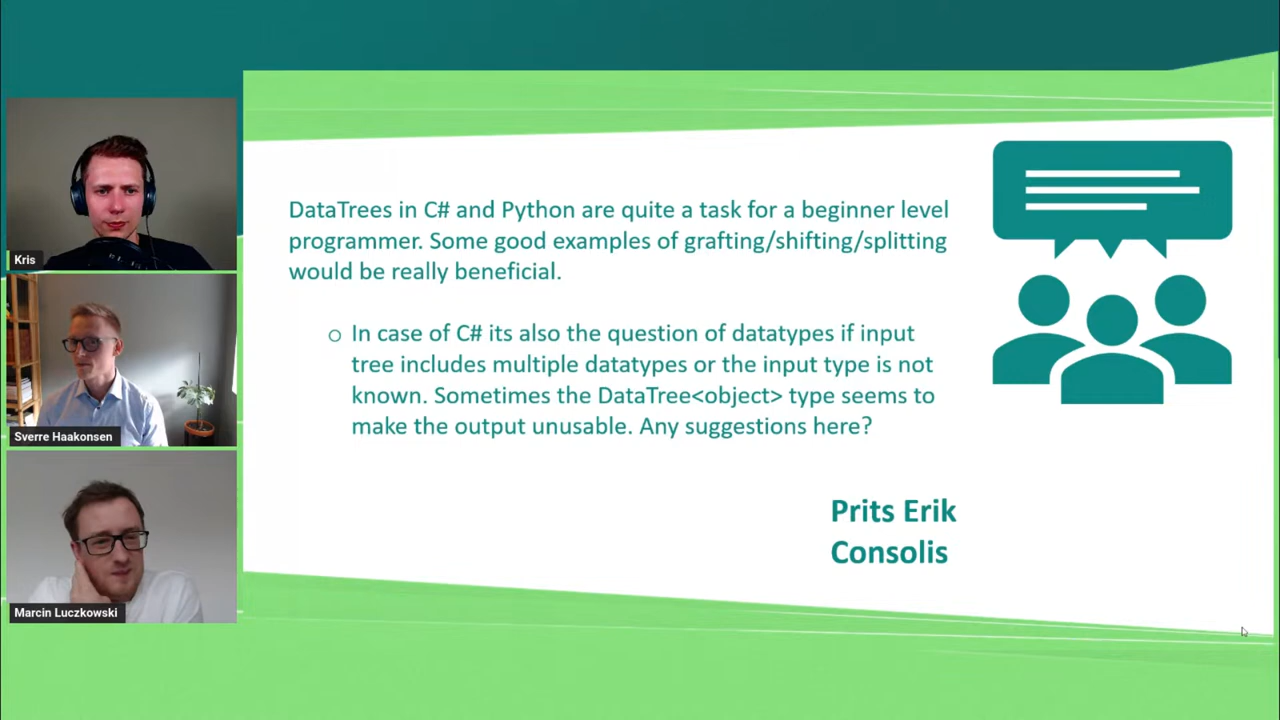 DataTrees in C# and Python are quite a task for a beginner level
programmer. Some good examples of grafting/shifting/splitting
would be really beneficial.
o In case of C# its also the question of datatypes if input
tree includes multiple datatypes or the input type is not
known. Sometimes the DataTree<object> type seems to
make the output unusable. Any suggestions here?
Prits Erik
Consolis
Kris
Sverre Haakonsen
Marcin Luczkowski